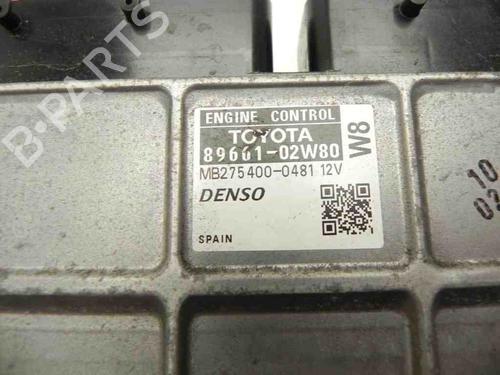 ENGINE CONTROL
TOYOTA
89661-02W80
W8
MB275400-0481 12V
DENSO
SPAIN
10
02
B-Parts